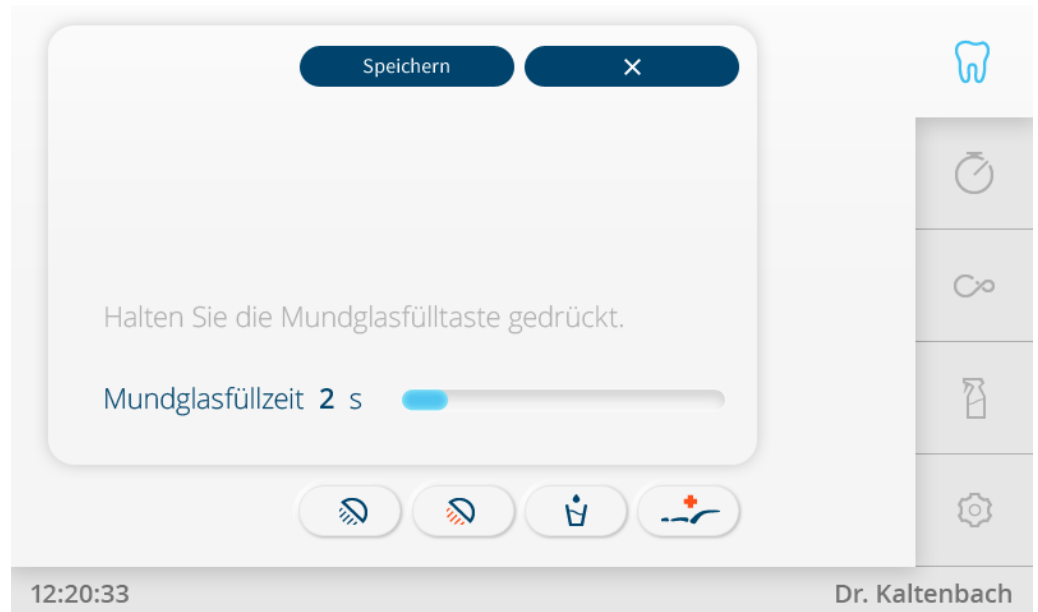 Speichern
Halten Sie die Mundglasfülltaste gedrückt.
Mundglasfüllzeit 2 s
12:20:33 Dr. Kaltenbach